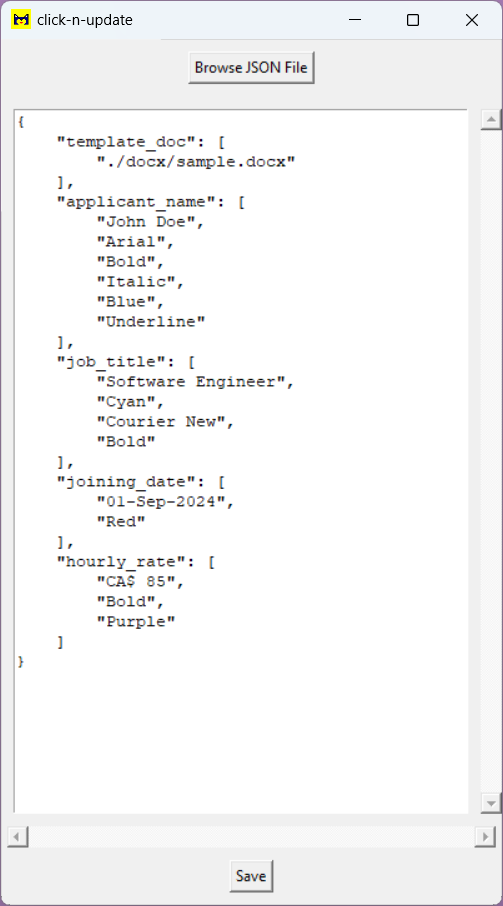 click-n-update
Browse JSON File
{
    "template_doc": [
        "./docx/sample.docx"
    ],
    "applicant_name": [
        "John Doe",
        "Arial",
        "Bold",
        "Italic",
        "Blue",
        "Underline"
    ],
    "job_title": [
        "Software Engineer",
        "Cyan",
        "Courier New",
        "Bold"
    ],
    "joining_date": [
        "01-Sep-2024",
        "Red"
    ],
    "hourly_rate": [
        "CA$ 85",
        "Bold",
        "Purple"
    ]
}
Save